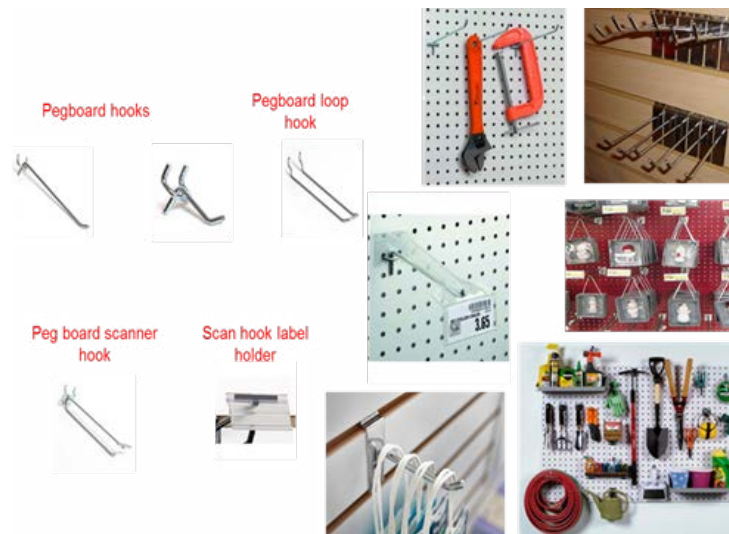 Pegboard hooks
Pegboard loop
hook
3.65
Peg board scanner
hook
Scan hook label
holder